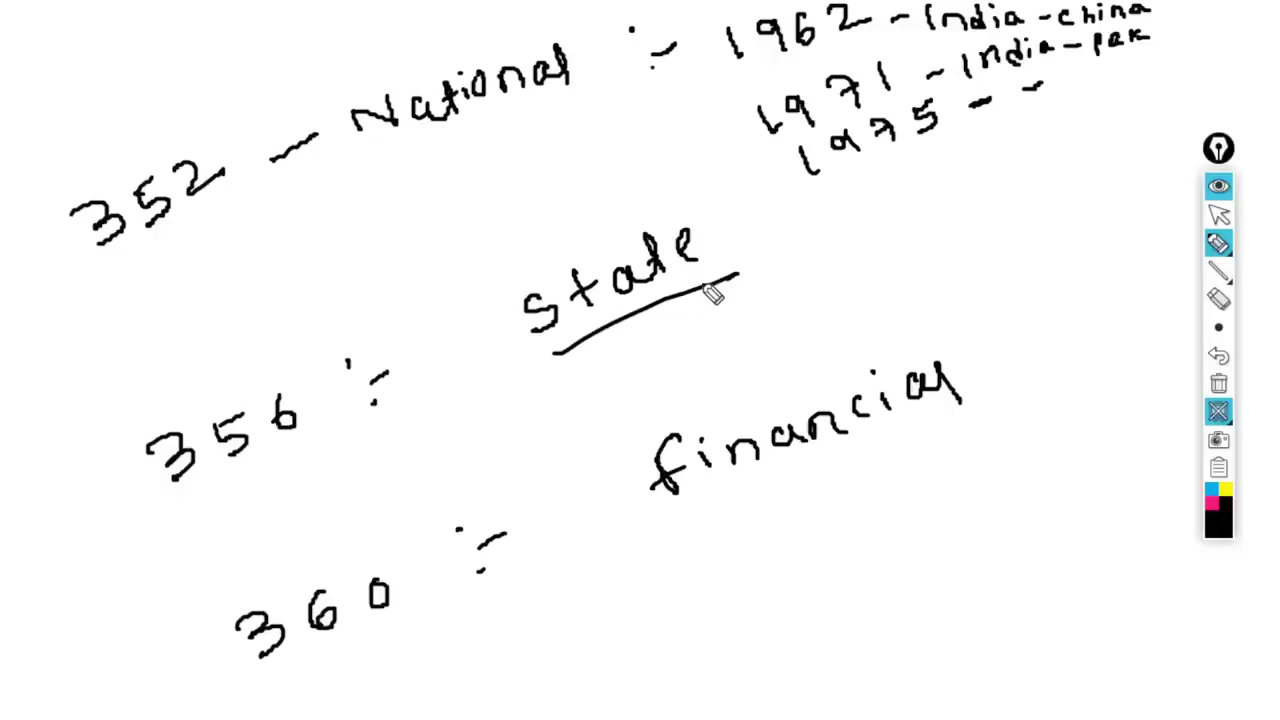 352 - National :- 1962 - India - china
1971 - India - pak
1975 - -
356 :- state
360 :- financial